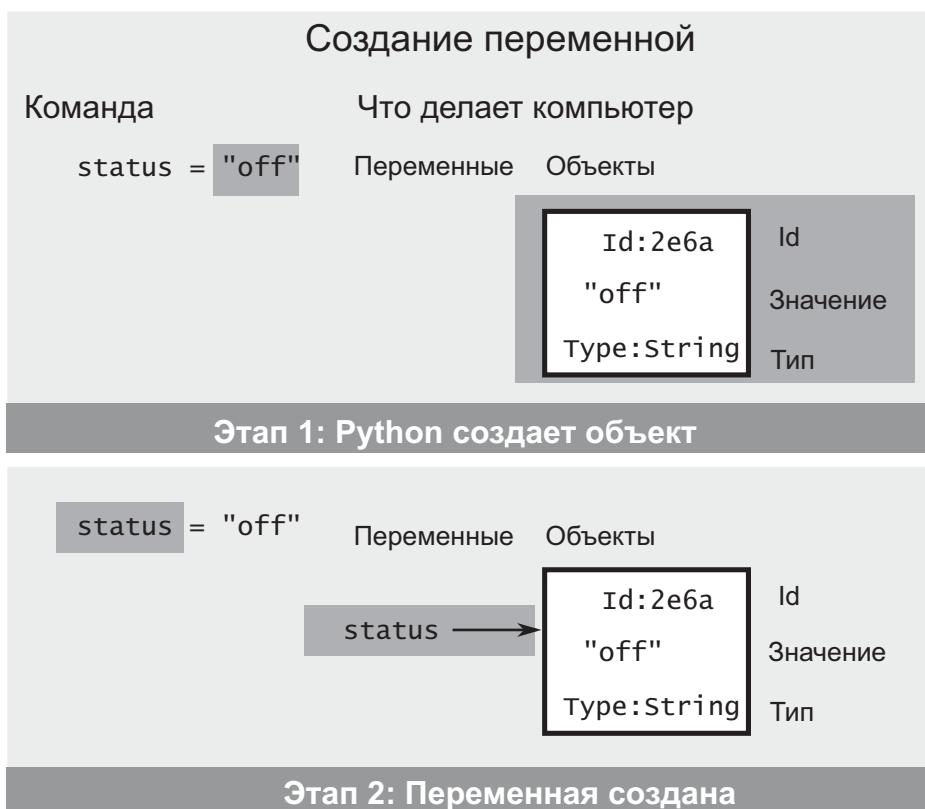 Создание переменной
Команда Что делает компьютер
status = "off" Переменные Объекты
Id:2e6a Id
"off" Значение
Type:String Тип
Этап 1: Python создает объект
status = "off" Переменные Объекты
Id:2e6a Id
status "off" Значение
Type:String Тип
Этап 2: Переменная создана